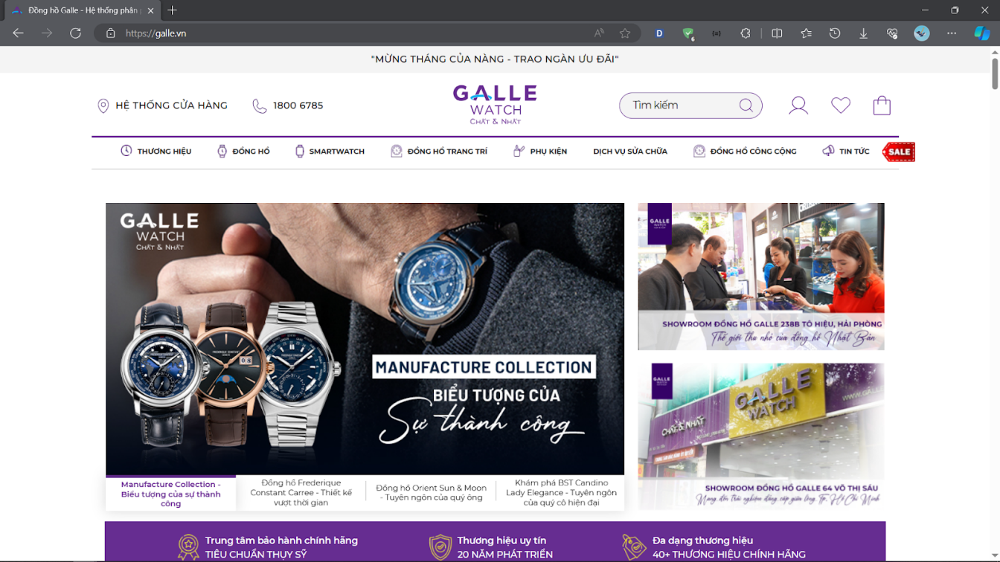 Đồng hồ Galle - Hệ thống phân
https://galle.vn
6
"MỪNG THÁNG CỦA NÀNG - TRAO NGÀN ƯU ĐÃI"
HỆ THỐNG CỬA HÀNG
1800 6785
GALLE
WATCH
CHẤT & NHẤT
Tìm kiếm
THƯƠNG HIỆU
ĐỒNG HỒ
SMARTWATCH
ĐỒNG HỒ TRANG TRÍ
PHỤ KIỆN
DỊCH VỤ SỬA CHỮA
ĐỒNG HỒ CÔNG CỘNG
TIN TỨC
SALE
GALLE
WATCH
CHẤT & NHẤT
MANUFACTURE COLLECTION
BIỂU TƯỢNG CỦA
Sự thành công
FREDERIQUE CONSTANT
08
GALLE
WATCH
SHOWROOM ĐỒNG HỒ GALLE 238B TÔ HIỆU, HẢI PHÒNG
Thế giới thu nhỏ của đồng hồ Nhật Bản
GALLE
WATCH
GALLE
WATCH
CHẤT & NHẤT
SHOWROOM ĐỒNG HỒ GALLE 64 VÕ THỊ SÁU
Mang đến trải nghiệm đẳng cấp giữa lòng Tp. Hồ Chí Minh
Manufacture Collection -
Biểu tượng của sự thành
công
Đồng hồ Frederique
Constant Carree - Thiết kế
vượt thời gian
Đồng hồ Orient Sun & Moon
- Tuyên ngôn của quý ông
Khám phá BST Candino
Lady Elegance - Tuyên ngôn
của quý cô hiện đại
Trung tâm bảo hành chính hãng
TIÊU CHUẨN THỤY SỸ
Thương hiệu uy tín
20 NĂM PHÁT TRIỂN
Đa dạng thương hiệu
40+ THƯƠNG HIỆU CHÍNH HÃNG